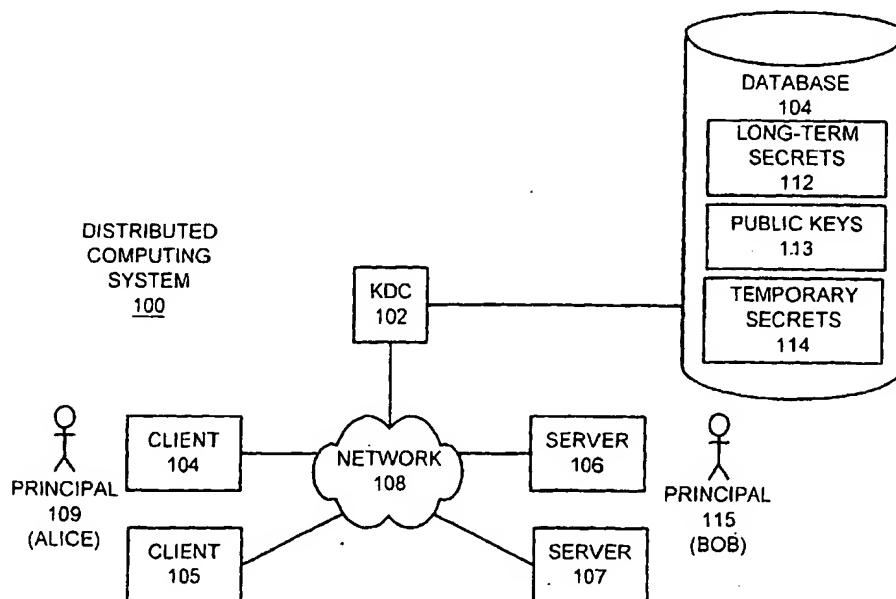 DATABASE
104
LONG-TERM
SECRETS
112
PUBLIC KEYS
113
TEMPORARY
SECRETS
114
DISTRIBUTED
COMPUTING
SYSTEM
100
KDC
102
CLIENT
104
NETWORK
108
SERVER
106
PRINCIPAL
109
(ALICE)
PRINCIPAL
115
(BOB)
CLIENT
105
SERVER
107